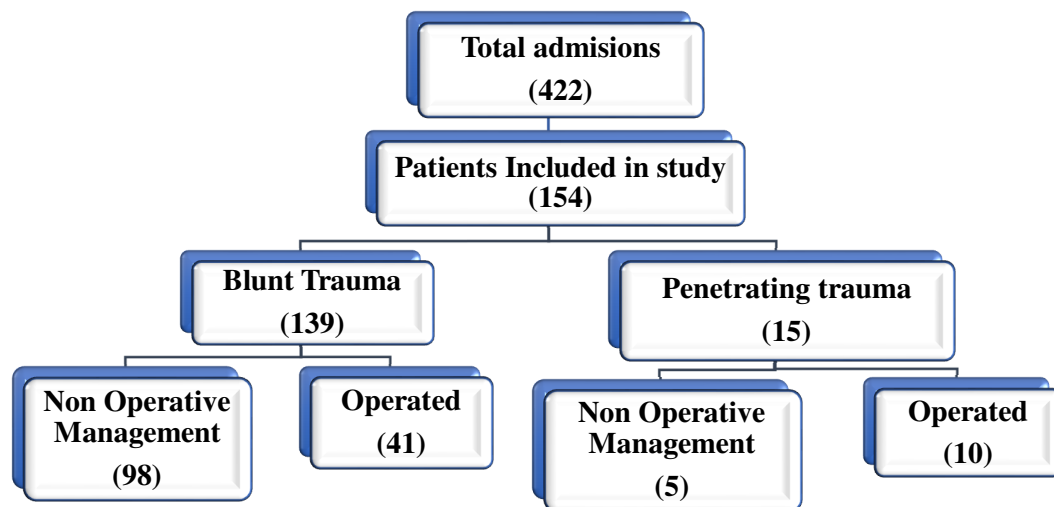 Total admisions
(422)
Patients Included in study
(154)
Blunt Trauma
(139)
Penetrating trauma
(15)
Non Operative
Management
(98)
Operated
(41)
Non Operative
Management
(5)
Operated
(10)